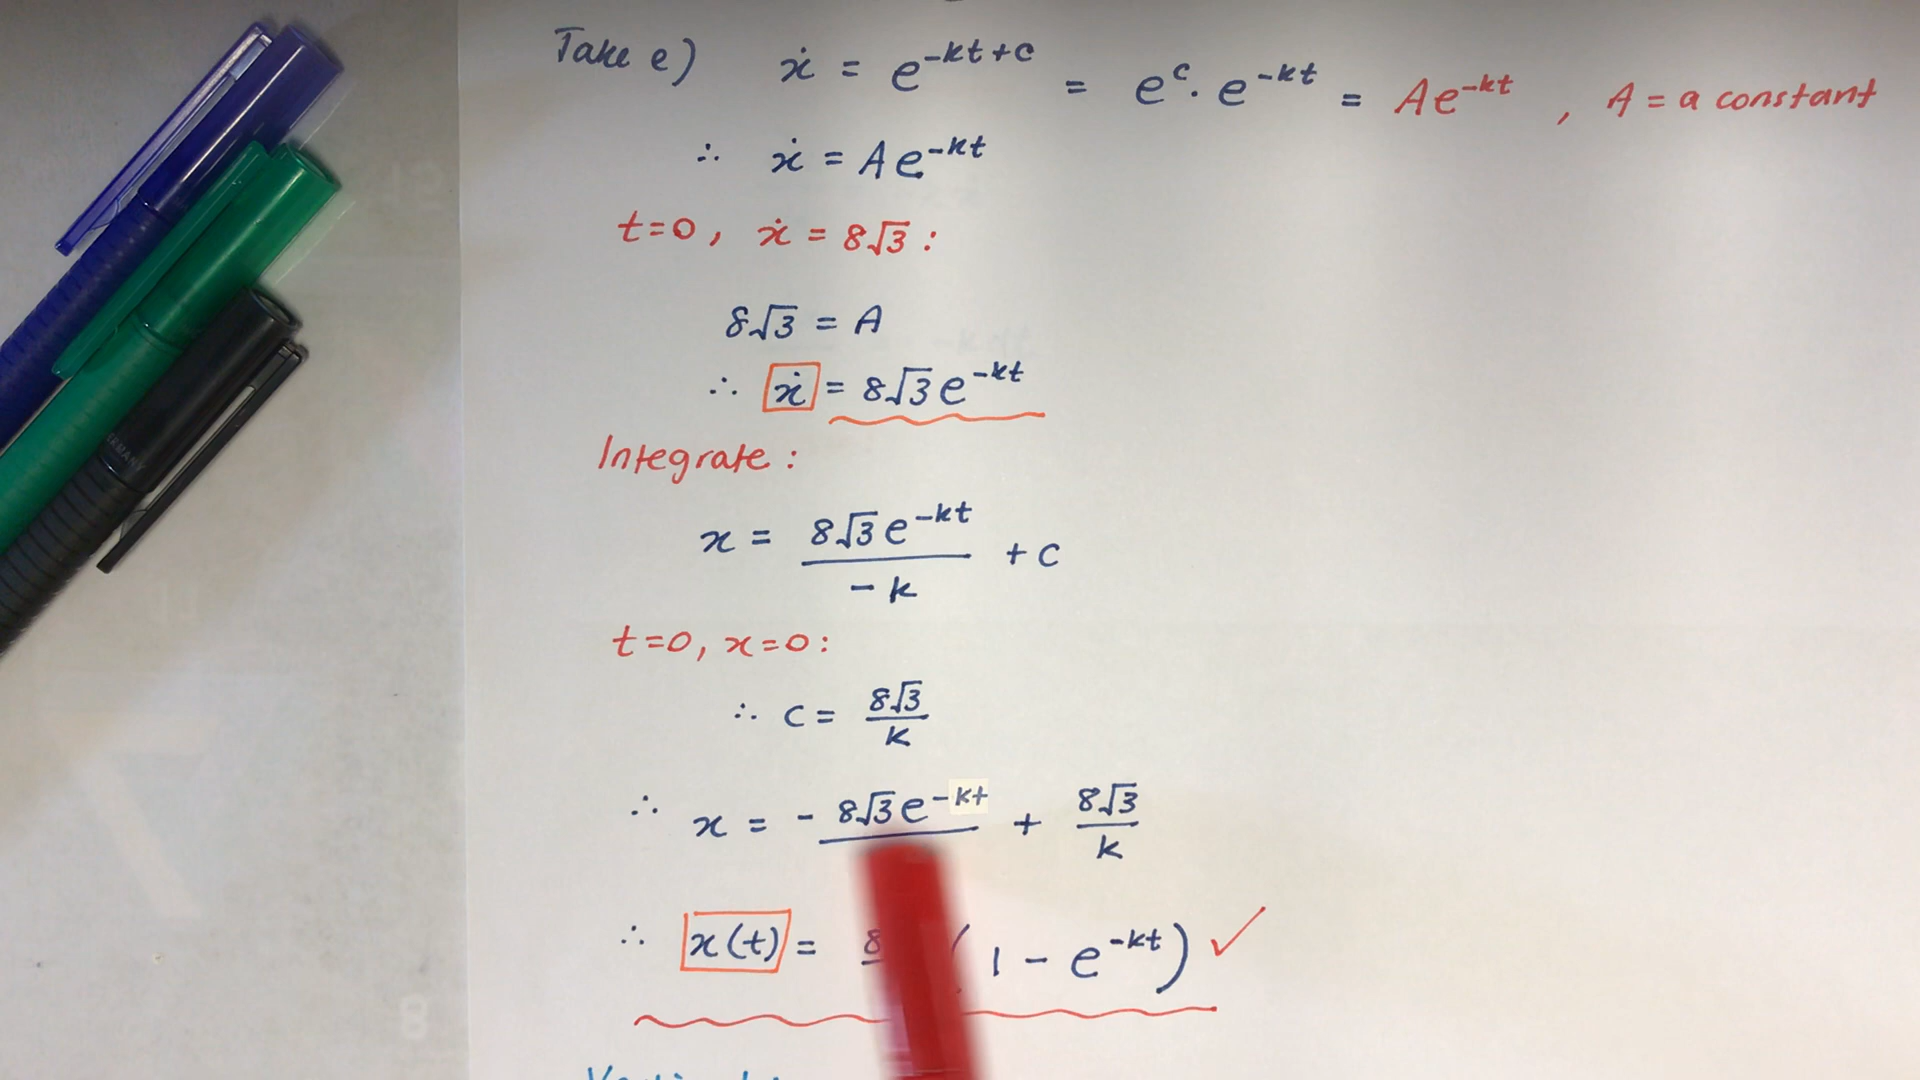 Take e) ẋ = e^{-kt+c} = e^c · e^{-kt} = Ae^{-kt} , A = a constant
∴ ẋ = Ae^{-kt}
t=0, ẋ = 8√3 :
8√3 = A
∴ ẋ = 8√3 e^{-kt}
Integrate :
x = 8√3 e^{-kt} / -k + c
t=0, x=0 :
∴ c = 8√3 / k
∴ x = - 8√3 e^{-kt} + 8√3 / k
∴ x(t) = 8 ( 1 - e^{-kt} ) ✓
GERMANY